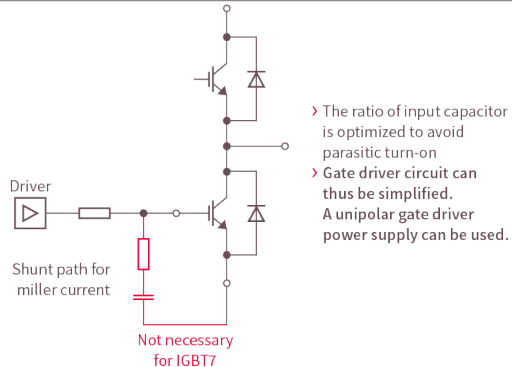 › The ratio of input capacitor
is optimized to avoid
parasitic turn-on
› Gate driver circuit can
thus be simplified.
A unipolar gate driver
power supply can be used.
Driver
Shunt path for
miller current
Not necessary
for IGBT7